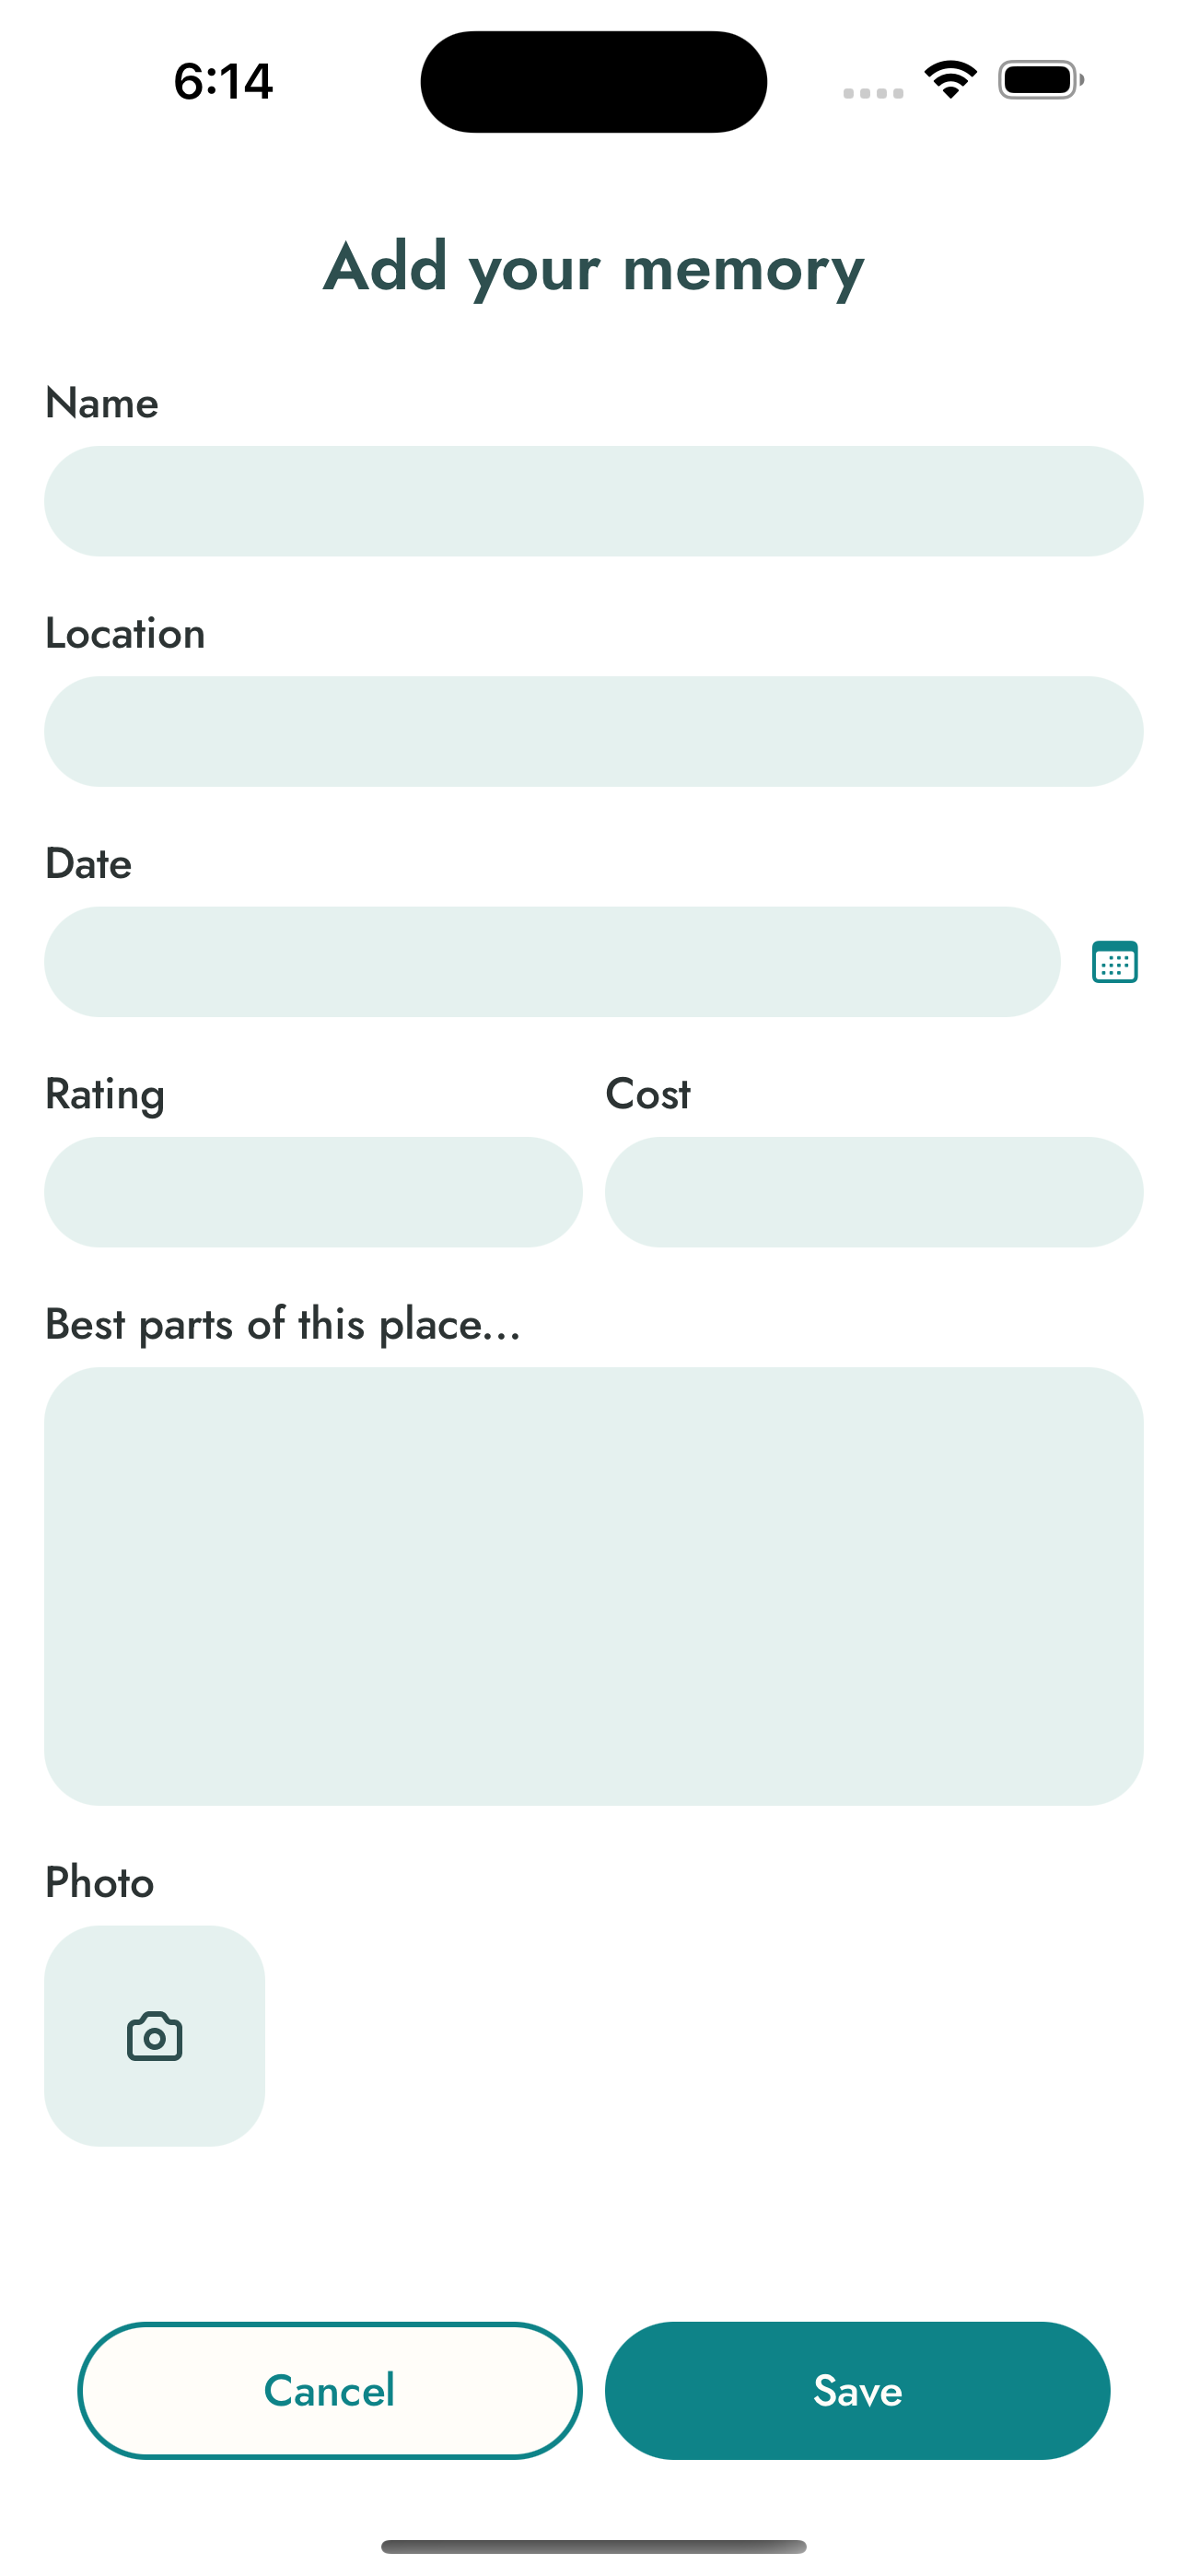 6:14
Add your memory
Name
Location
Date
Rating
Cost
Best parts of this place...
Photo
Cancel
Save